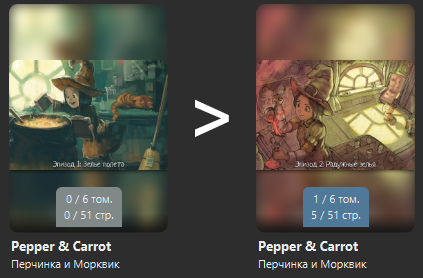 Эпизод 1: Зелье полета
0 / 6 том.
0 / 51 стр.
Pepper & Carrot
Перчинка и Морквик
>
Эпизод 2: Радужные зелья
1 / 6 том.
5 / 51 стр.
Pepper & Carrot
Перчинка и Морквик